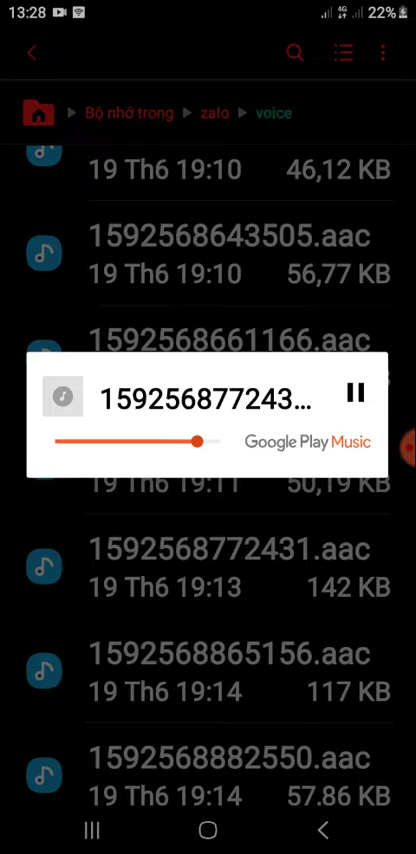 13:28 4G 22%
Bộ nhớ trong zalo voice
19 Th6 19:10 46,12 KB
1592568643505.aac
19 Th6 19:10 56,77 KB
1592568661166.aac
159256877243...
Google Play Music
19 Th6 19:11 50,19 KB
1592568772431.aac
19 Th6 19:13 142 KB
1592568865156.aac
19 Th6 19:14 117 KB
1592568882550.aac
19 Th6 19:14 57.86 KB